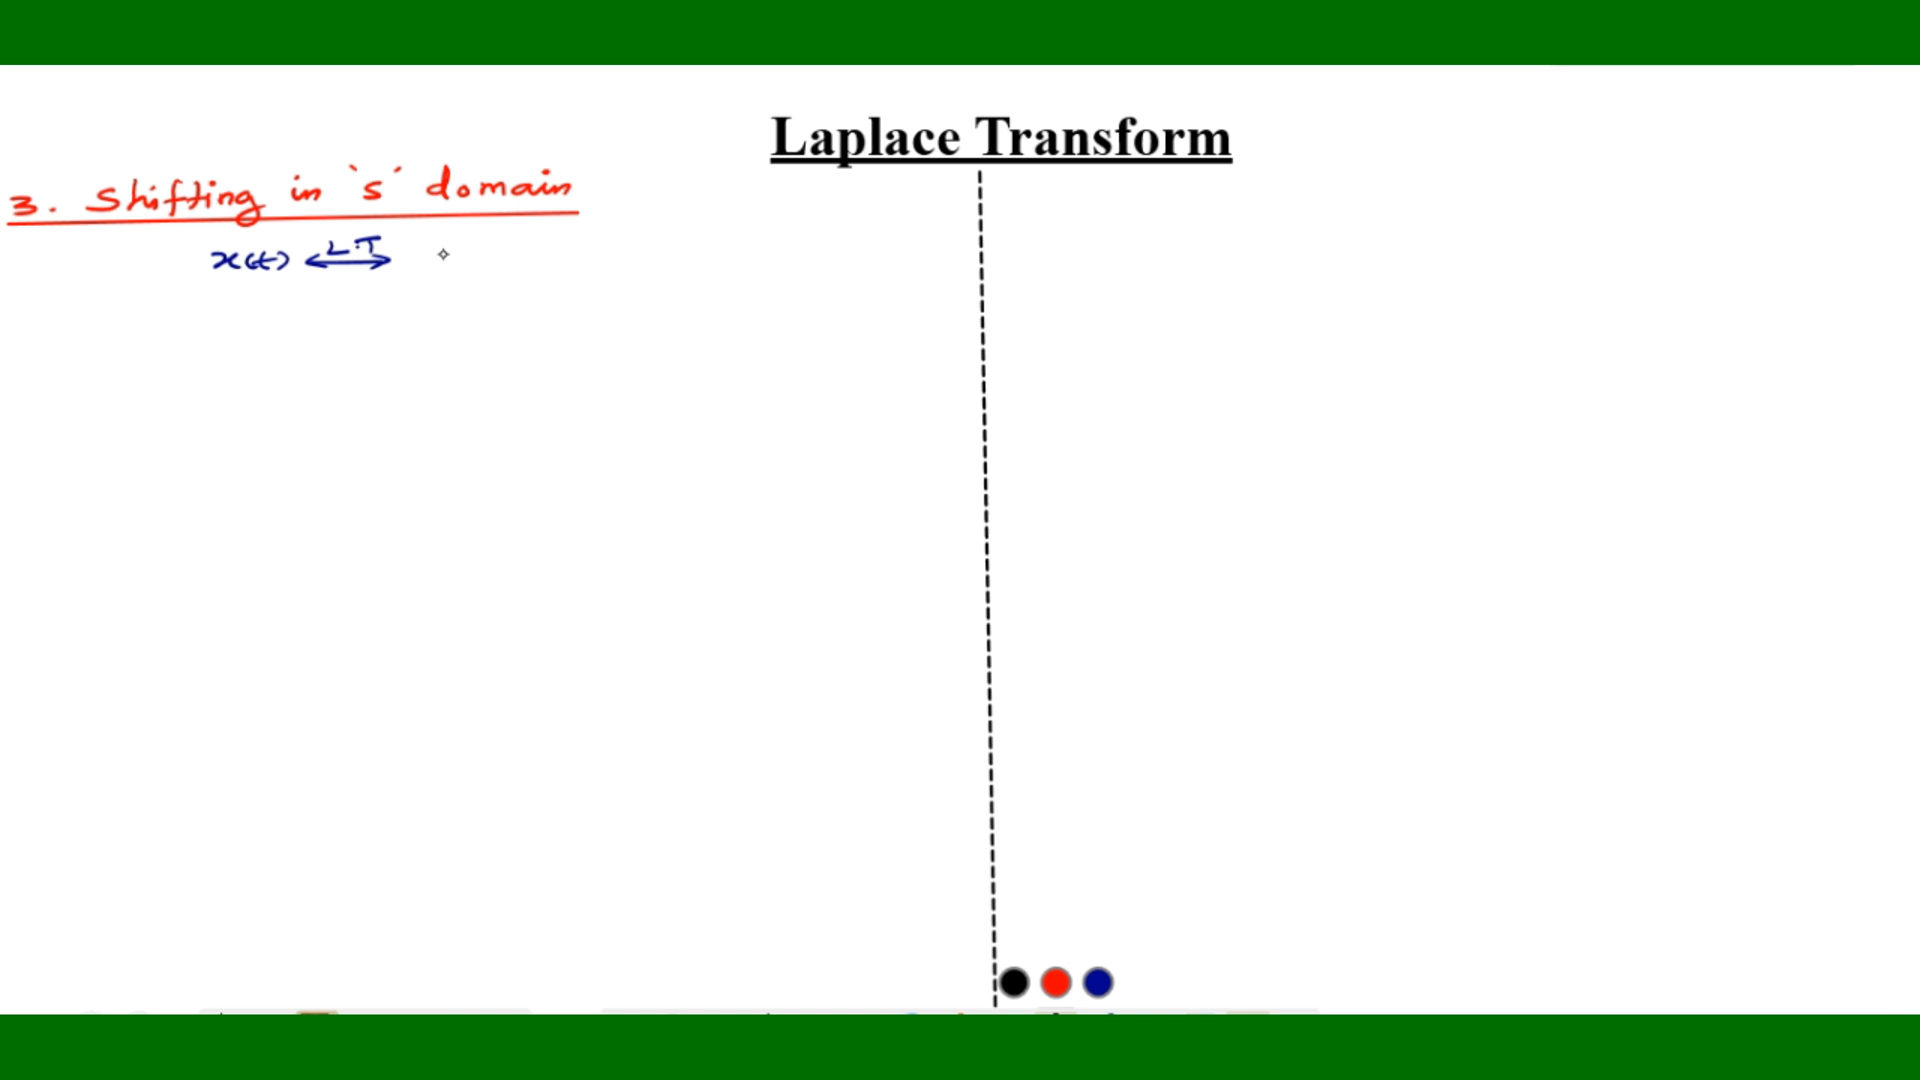 Laplace Transform
3. Shifting in `s´ domain
x(t) <--L.T-->